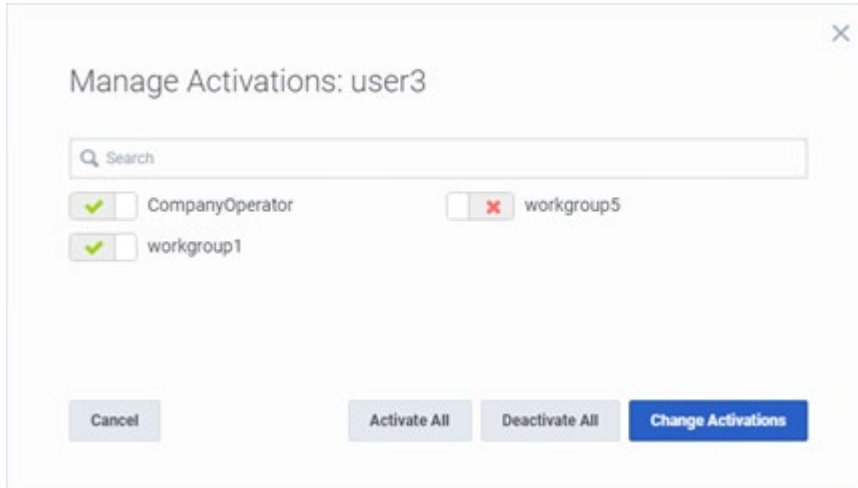 Manage Activations: user3
Search
CompanyOperator
workgroup5
workgroup1
Cancel
Activate All
Deactivate All
Change Activations